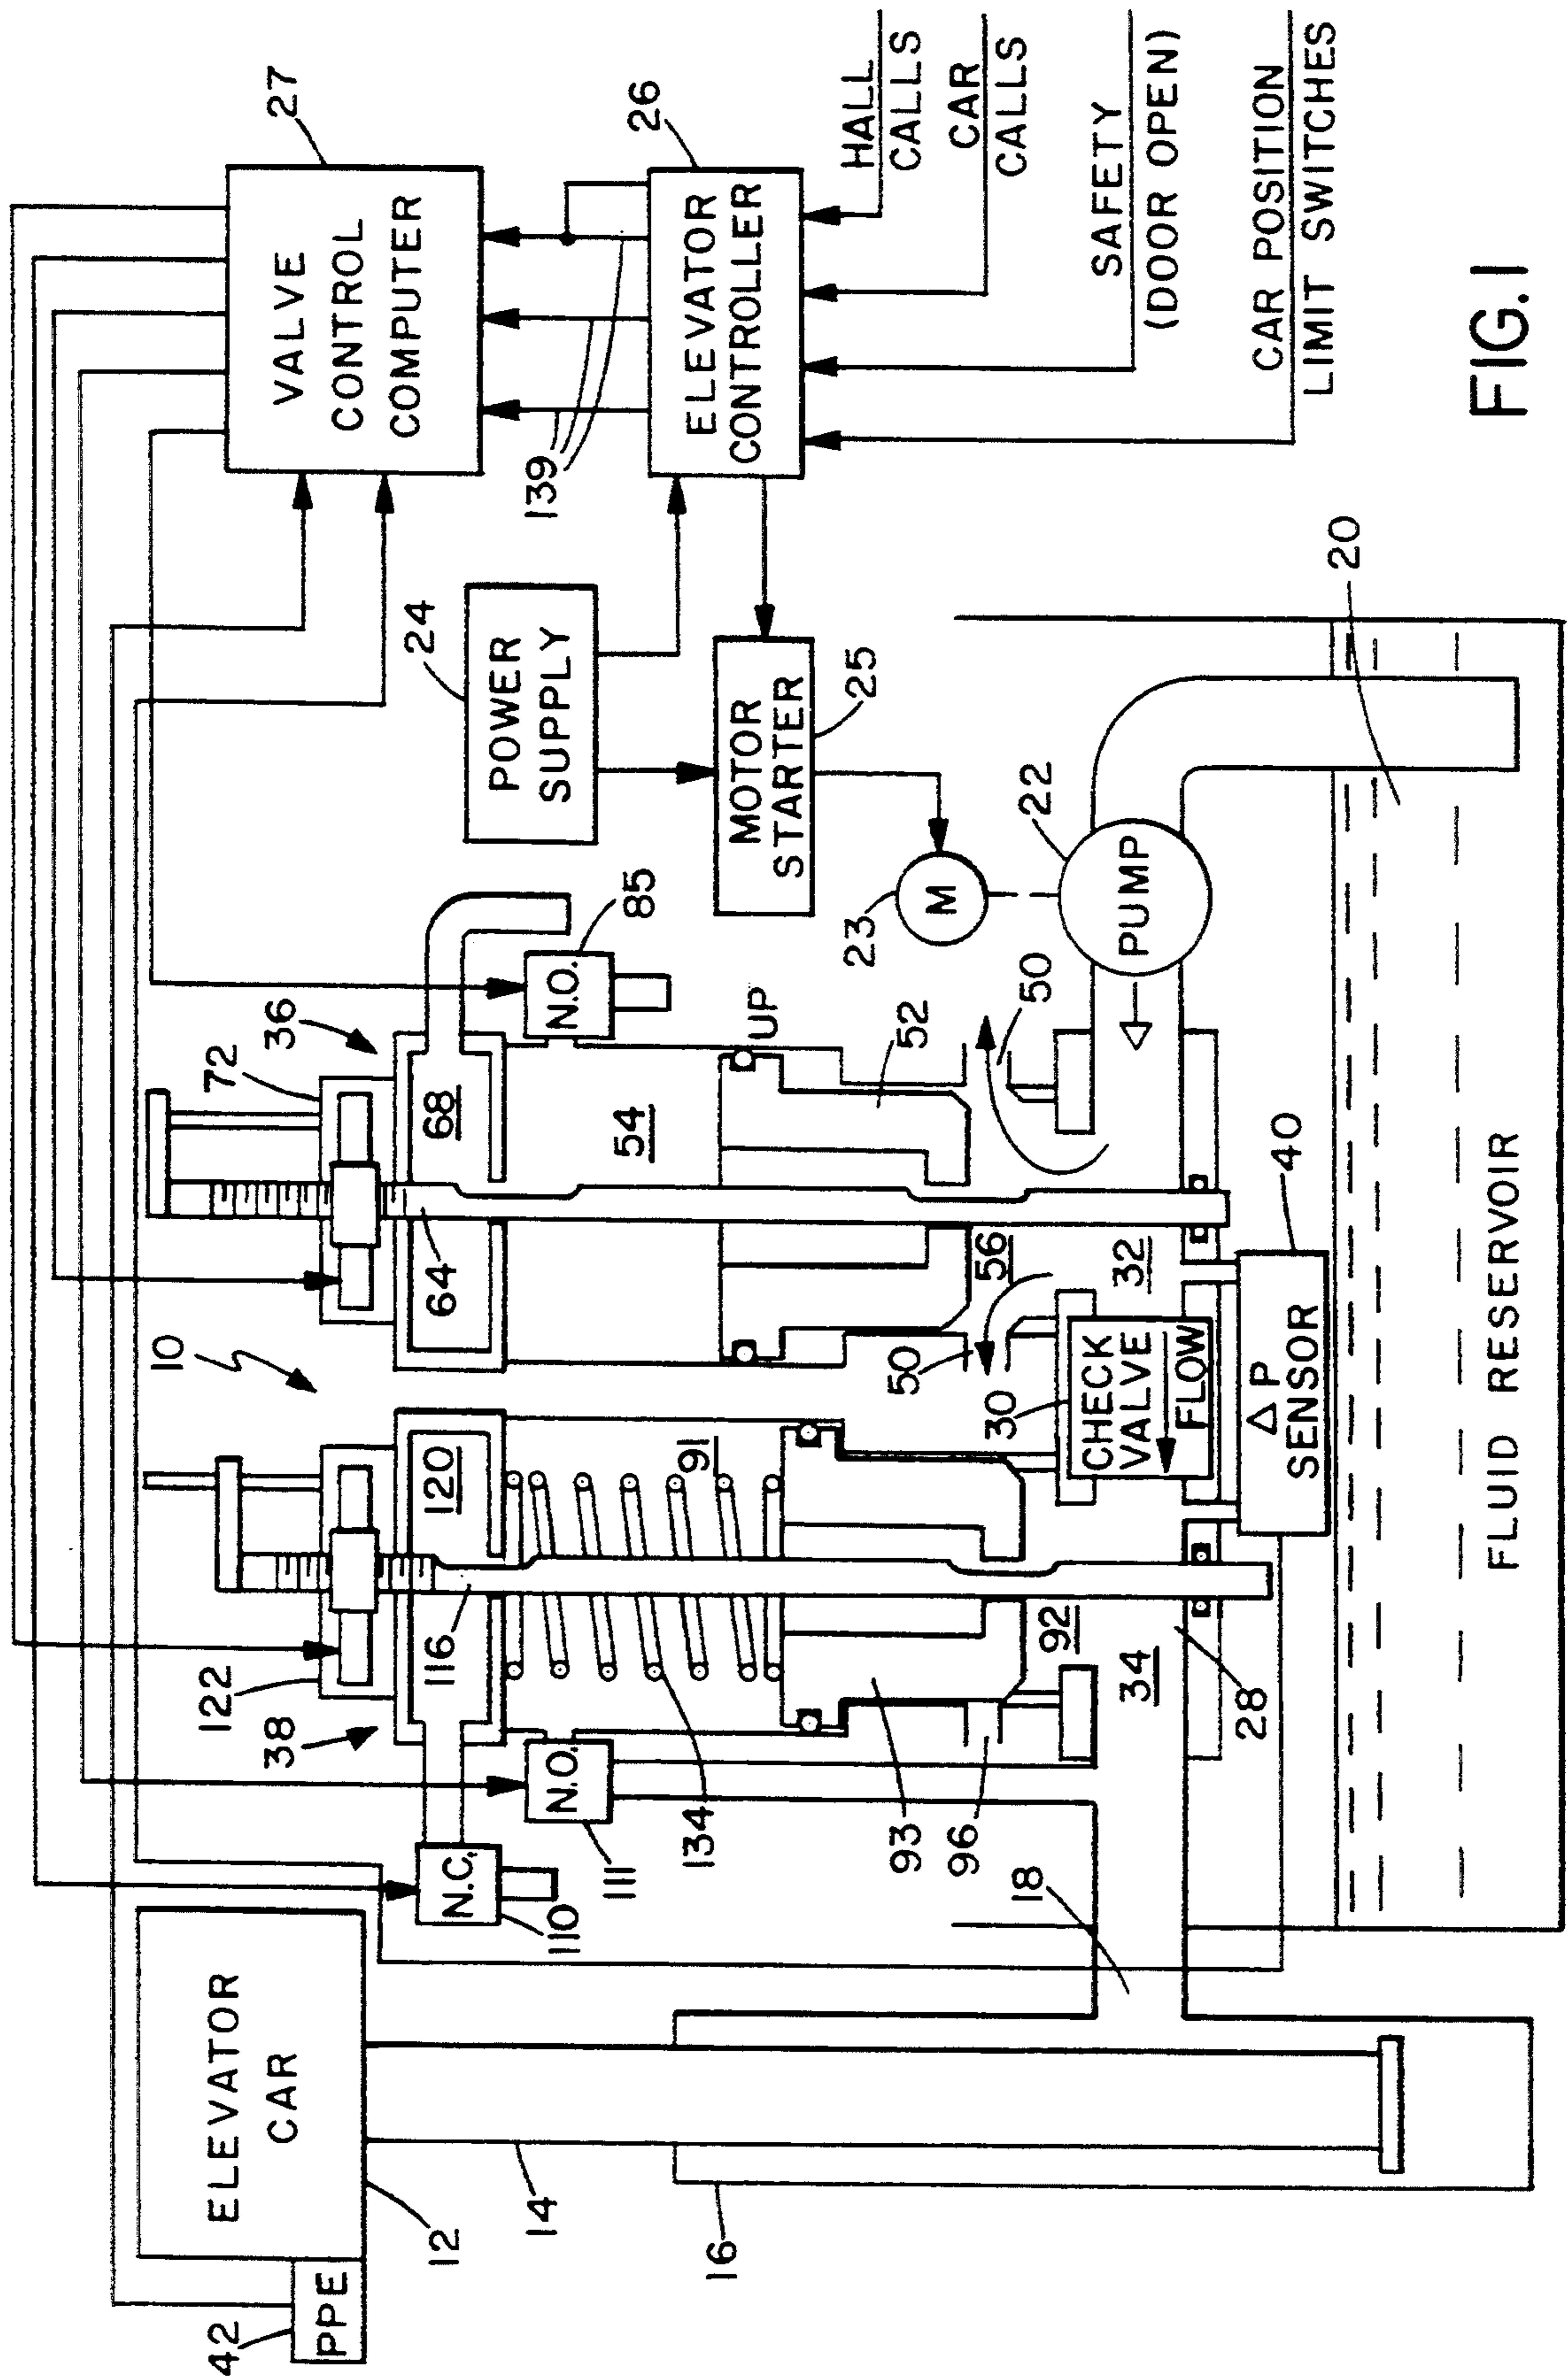 42
PPE
ELEVATOR
CAR
12
14
16
18
N.C.
110
N.O.
111
38
122
116
120
134
91
93
96
92
34
28
10
36
72
64
68
54
N.O.
85
UP
52
50
50
56
32
30
CHECK
VALVE
FLOW
ΔP
SENSOR
40
POWER
SUPPLY
24
MOTOR
STARTER
25
M
23
PUMP
22
20
FLUID RESERVOIR
VALVE
CONTROL
COMPUTER
27
139
ELEVATOR
CONTROLLER
26
HALL
CALLS
CAR
CALLS
SAFETY
(DOOR OPEN)
CAR POSITION
LIMIT SWITCHES
FIG. 1